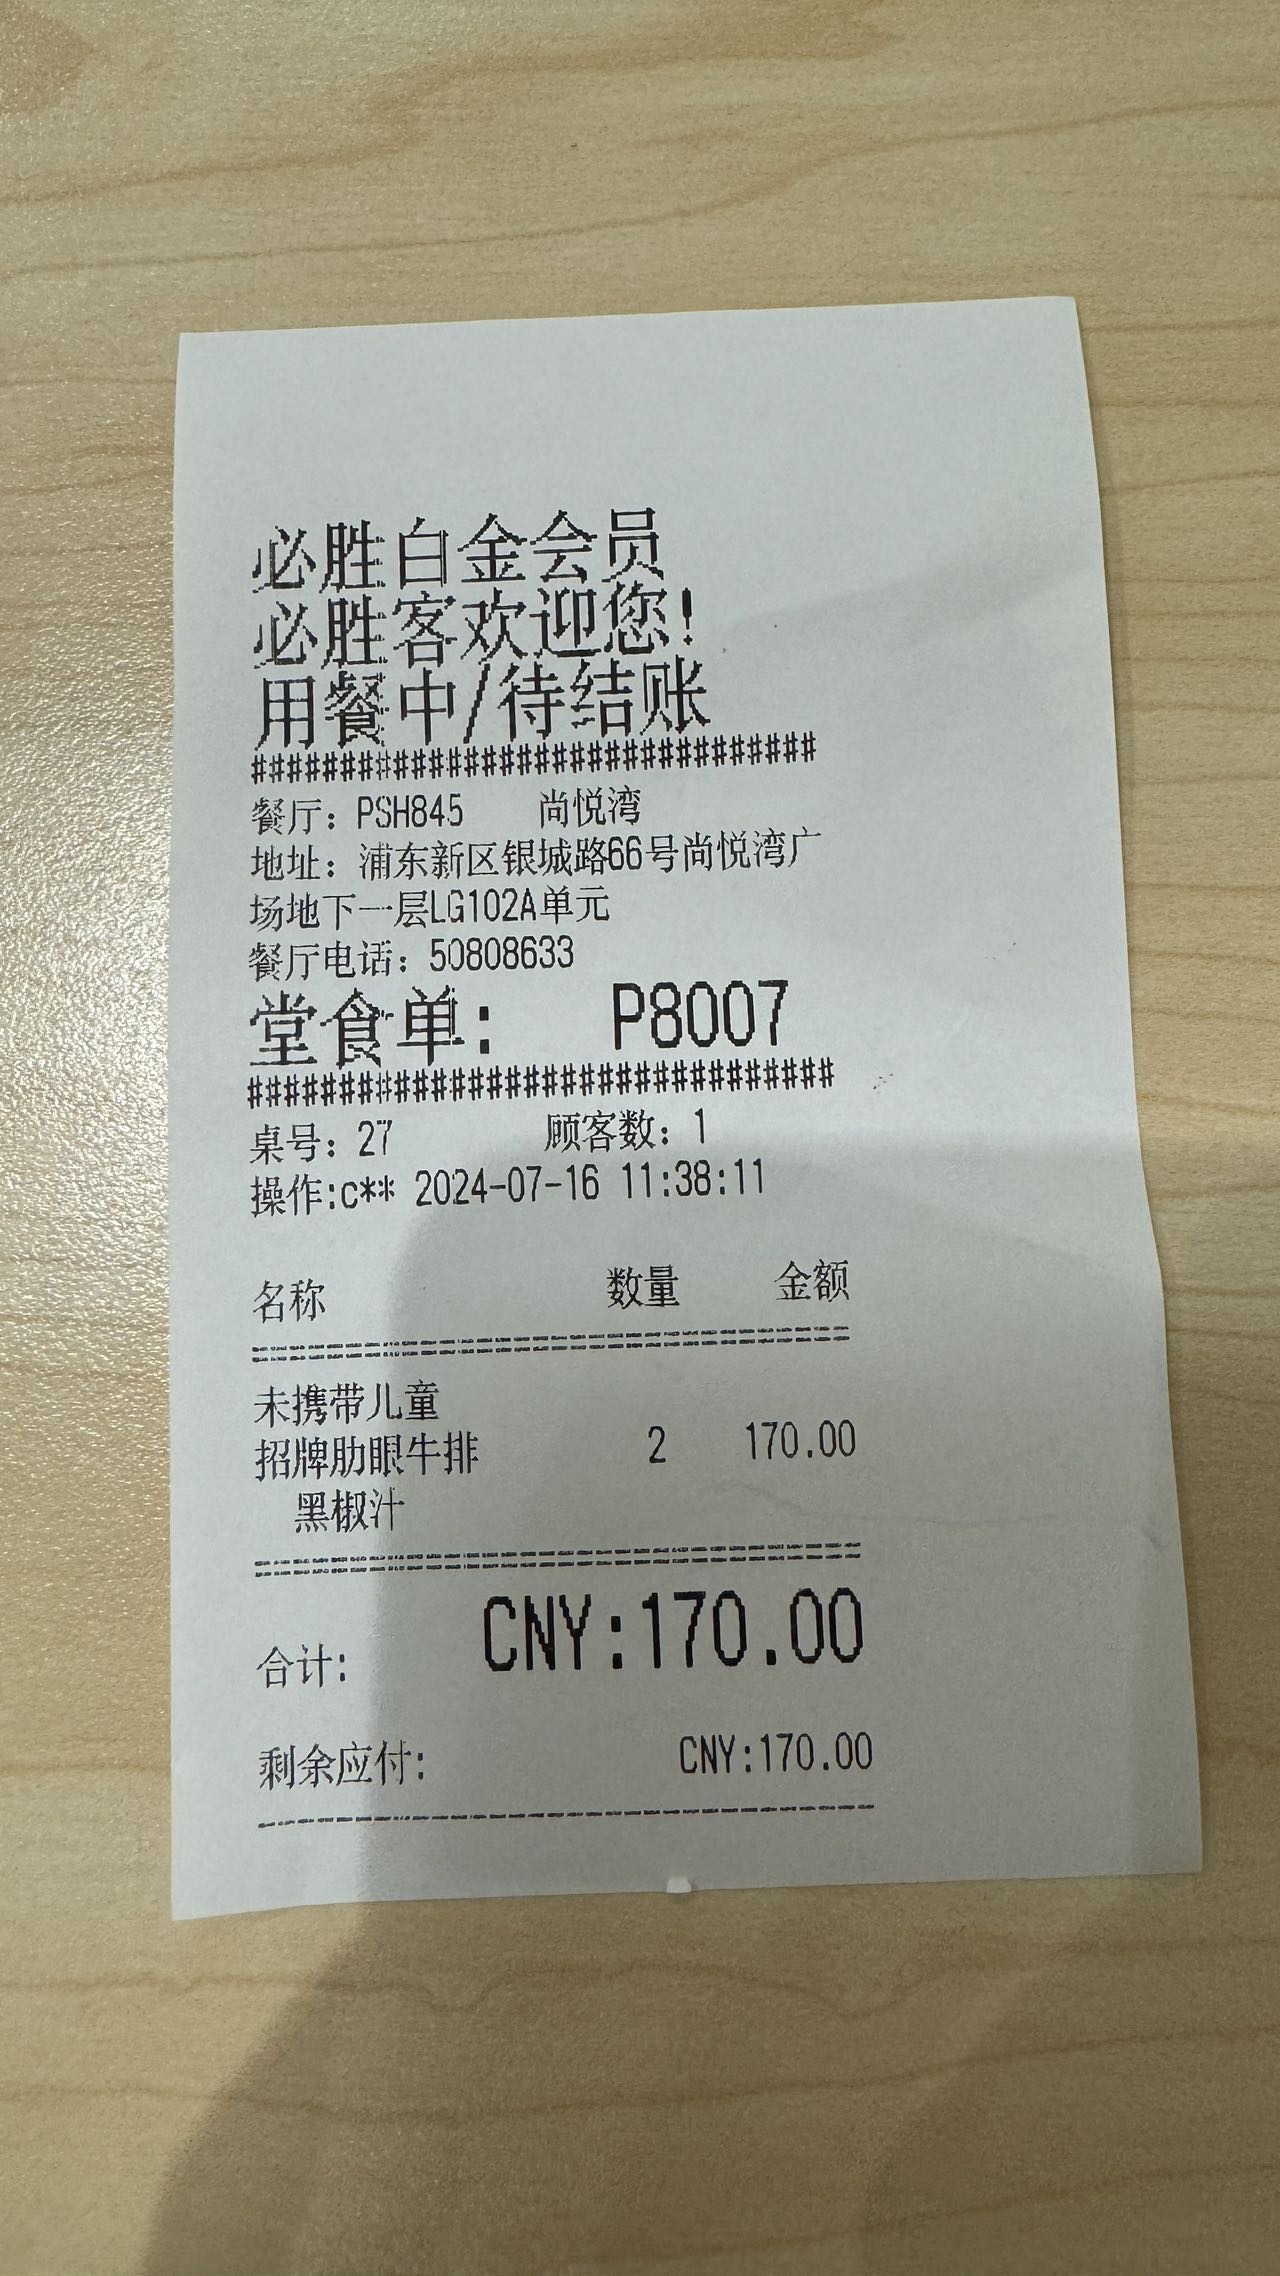 必胜白金会员
必胜客欢迎您!
用餐中/待结账
################################
餐厅: PSH845 尚悦湾
地址: 浦东新区银城路66号尚悦湾广
场地下一层LG102A单元
餐厅电话: 50808633
堂食单: P8007
################################
桌号: 27 顾客数: 1
操作:c** 2024-07-16 11:38:11
名称 数量 金额
==================================
未携带儿童
招牌肋眼牛排 2 170.00
黑椒汁
==================================
合计: CNY:170.00
剩余应付: CNY:170.00
----------------------------------